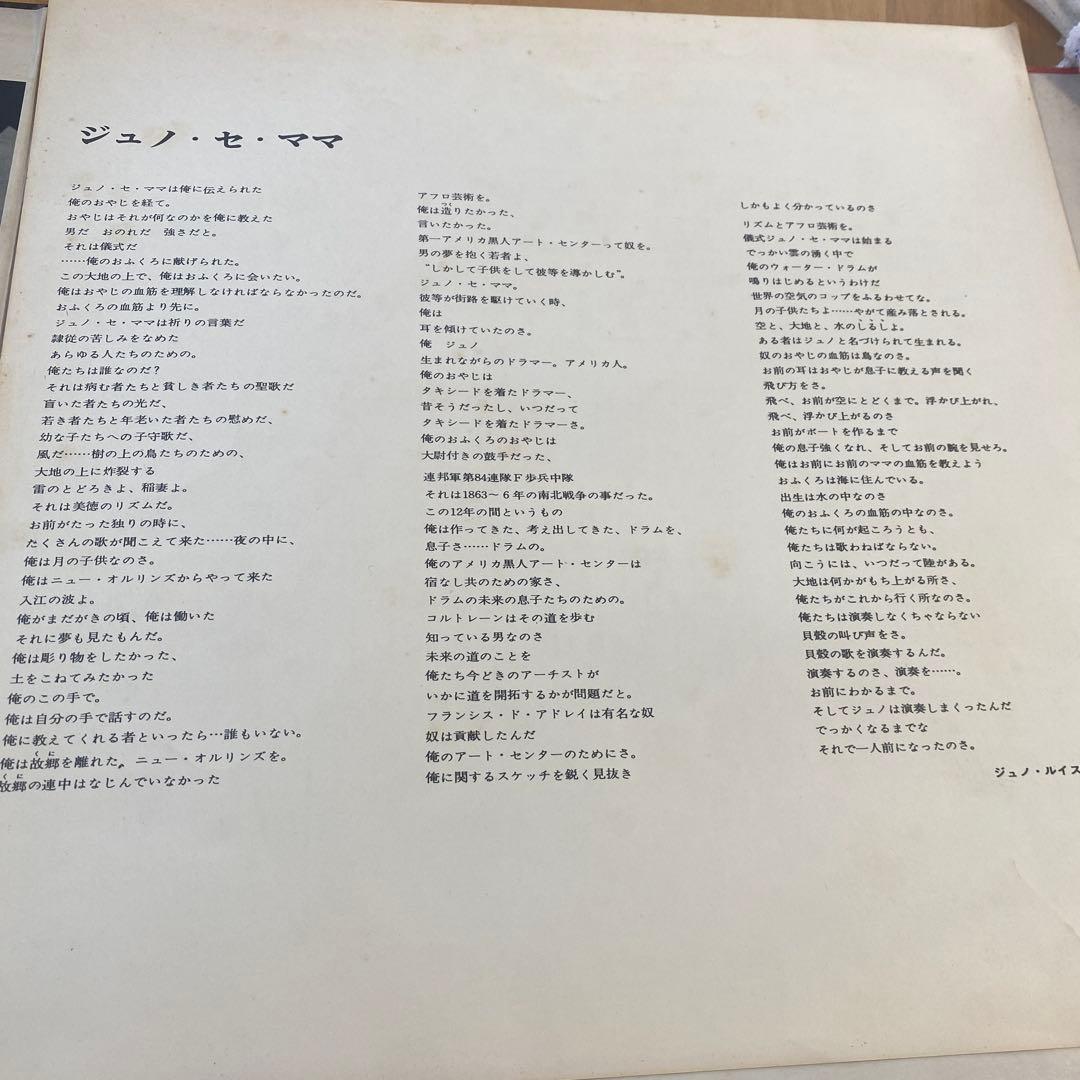 ジュノ・セ・ママ
ジュノ・セ・ママは俺に伝えられた
俺のおやじを経て。
おやじはそれが何なのかを俺に教えた
男だ　おのれだ　強さだと。
それは儀式だ
……俺のおふくろに献げられた。
この大地の上で、俺はおふくろに会いたい。
俺はおやじの血筋を理解しなければならなかったのだ。
おふくろの血筋より先に。
ジュノ・セ・ママは祈りの言葉だ
隷従の苦しみをなめた
あらゆる人たちのための。
俺たちは誰なのだ？
それは病む者たちと貧しき者たちの聖歌だ
盲いた者たちの光だ、
若き者たちと年老いた者たちの慰めだ、
幼な子たちへの子守歌だ、
風だ……樹の上の鳥たちのための、
大地の上に炸裂する
雷のとどろきよ、稲妻よ。
それは美徳のリズムだ。
お前がたった独りの時に、
たくさんの歌が聞こえて来た……夜の中に、
俺は月の子供なのさ。
俺はニュー・オルリンズからやって来た
入江の波よ。
俺がまだがきの頃、俺は働いた
それに夢も見たもんだ。
俺は彫り物をしたかった、
土をこねてみたかった
俺のこの手で。
俺は自分の手で話すのだ。
俺に教えてくれる者といったら…誰もいない。
俺は故郷を離れた。ニュー・オルリンズを。
故郷の連中はなじんでいなかった
アフロ芸術を。
俺は造りたかった、
言いたかった。
第一アメリカ黒人アート・センターって奴を。
男の夢を抱く若者よ、
“しかして子供をして彼等を導かしむ”。
ジュノ・セ・ママ。
彼等が街路を駆けていく時、
俺は
耳を傾けていたのさ。
俺　ジュノ
生まれながらのドラマー。アメリカ人。
俺のおやじは
タキシードを着たドラマー、
昔そうだったし、いつだって
タキシードを着たドラマーさ。
俺のおふくろのおやじは
大尉付きの鼓手だった、
連邦軍第84連隊F歩兵中隊
それは1863〜6年の南北戦争の事だった。
この12年の間というもの
俺は作ってきた、考え出してきた、ドラムを、
息子さ……ドラムの。
俺のアメリカ黒人アート・センターは
宿なし共のための家さ、
ドラムの未来の息子たちのための。
コルトレーンはその道を歩む
知っている男なのさ
未来の道のことを
俺たち今どきのアーチストが
いかに道を開拓するかが問題だと。
フランシス・ド・アドレイは有名な奴
奴は貢献したんだ
俺のアート・センターのためにさ。
俺に関するスケッチを鋭く見抜き
しかもよく分かっているのさ
リズムとアフロ芸術を。
儀式ジュノ・セ・ママは始まる
でっかい雲の湧く中で
俺のウォーター・ドラムが
鳴りはじめるというわけだ
世界の空気のコップをふるわせてな。
月の子供たちよ……やがて産み落とされる。
空と、大地と、水のしるしよ。
ある者はジュノと名づけられて生まれる。
奴のおやじの血筋は鳥なのさ。
お前の耳はおやじが息子に教える声を聞く
飛び方をさ。
飛べ、お前が空にとどくまで。浮かび上がれ、
飛べ、浮かび上がるのさ
お前がボートを作るまで
俺の息子強くなれ、そしてお前の腕を見せろ。
俺はお前にお前のママの血筋を教えよう
おふくろは海に住んでいる。
出生は水の中なのさ
俺のおふくろの血筋の中なのさ。
俺たちに何が起ころうとも、
俺たちは歌わねばならない。
向こうには、いつだって陸がある。
大地は何かがもち上がる所さ、
俺たちがこれから行く所なのさ。
俺たちは演奏しなくちゃならない
貝殻の叫び声をさ。
貝殻の歌を演奏するんだ。
演奏するのさ、演奏を……。
お前にわかるまで。
そしてジュノは演奏しまくったんだ
でっかくなるまでな
それで一人前になったのさ。
ジュノ・ルイス